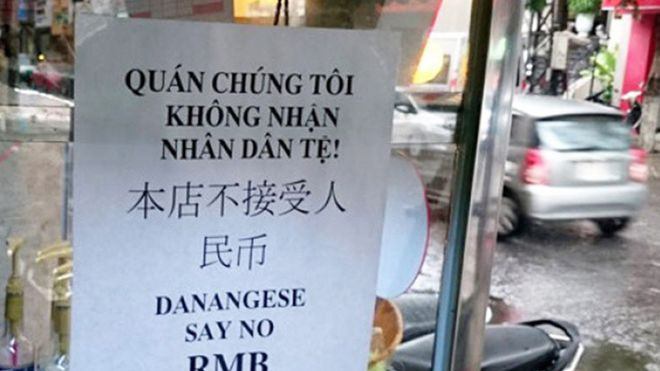 QUÁN CHÚNG TÔI
KHÔNG NHẬN
NHÂN DÂN TỆ!
本店不接受人
民币
DANANGESE
SAY NO
RMB